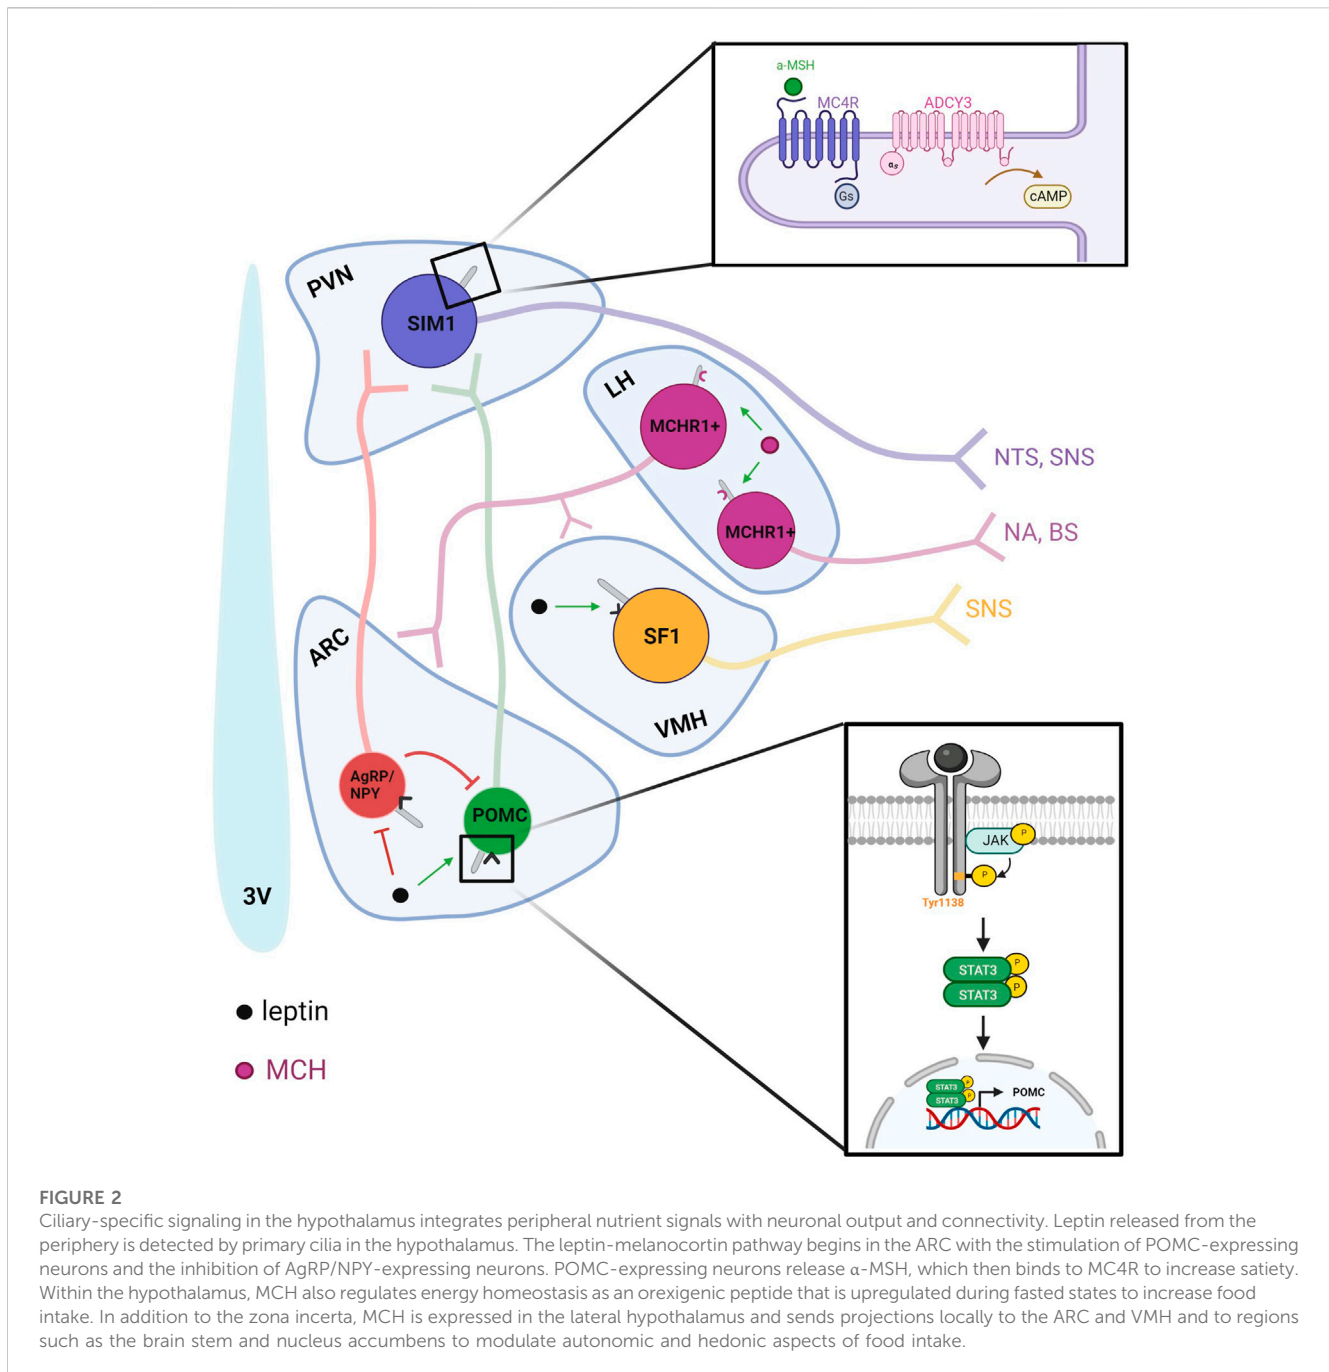 a-MSH
MC4R
ADCY3
αs
Gs
cAMP
PVN
SIM1
LH
MCHR1+
NTS, SNS
MCHR1+
NA, BS
SF1
SNS
VMH
ARC
AgRP/
NPY
POMC
3V
JAK
P
P
Tyr1138
STAT3
P
STAT3
P
STAT3
P
STAT3
P
POMC
leptin
MCH
FIGURE 2
Ciliary-specific signaling in the hypothalamus integrates peripheral nutrient signals with neuronal output and connectivity. Leptin released from the
periphery is detected by primary cilia in the hypothalamus. The leptin-melanocortin pathway begins in the ARC with the stimulation of POMC-expressing
neurons and the inhibition of AgRP/NPY-expressing neurons. POMC-expressing neurons release α-MSH, which then binds to MC4R to increase satiety.
Within the hypothalamus, MCH also regulates energy homeostasis as an orexigenic peptide that is upregulated during fasted states to increase food
intake. In addition to the zona incerta, MCH is expressed in the lateral hypothalamus and sends projections locally to the ARC and VMH and to regions
such as the brain stem and nucleus accumbens to modulate autonomic and hedonic aspects of food intake.